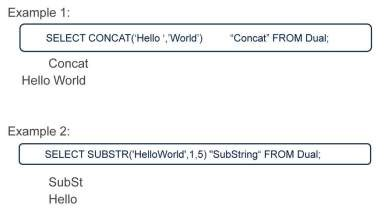 Example 1:
SELECT CONCAT(‘Hello ‘,’World’) “Concat” FROM Dual;
Concat
Hello World
Example 2:
SELECT SUBSTR('HelloWorld',1,5) "SubString“ FROM Dual;
SubSt
Hello